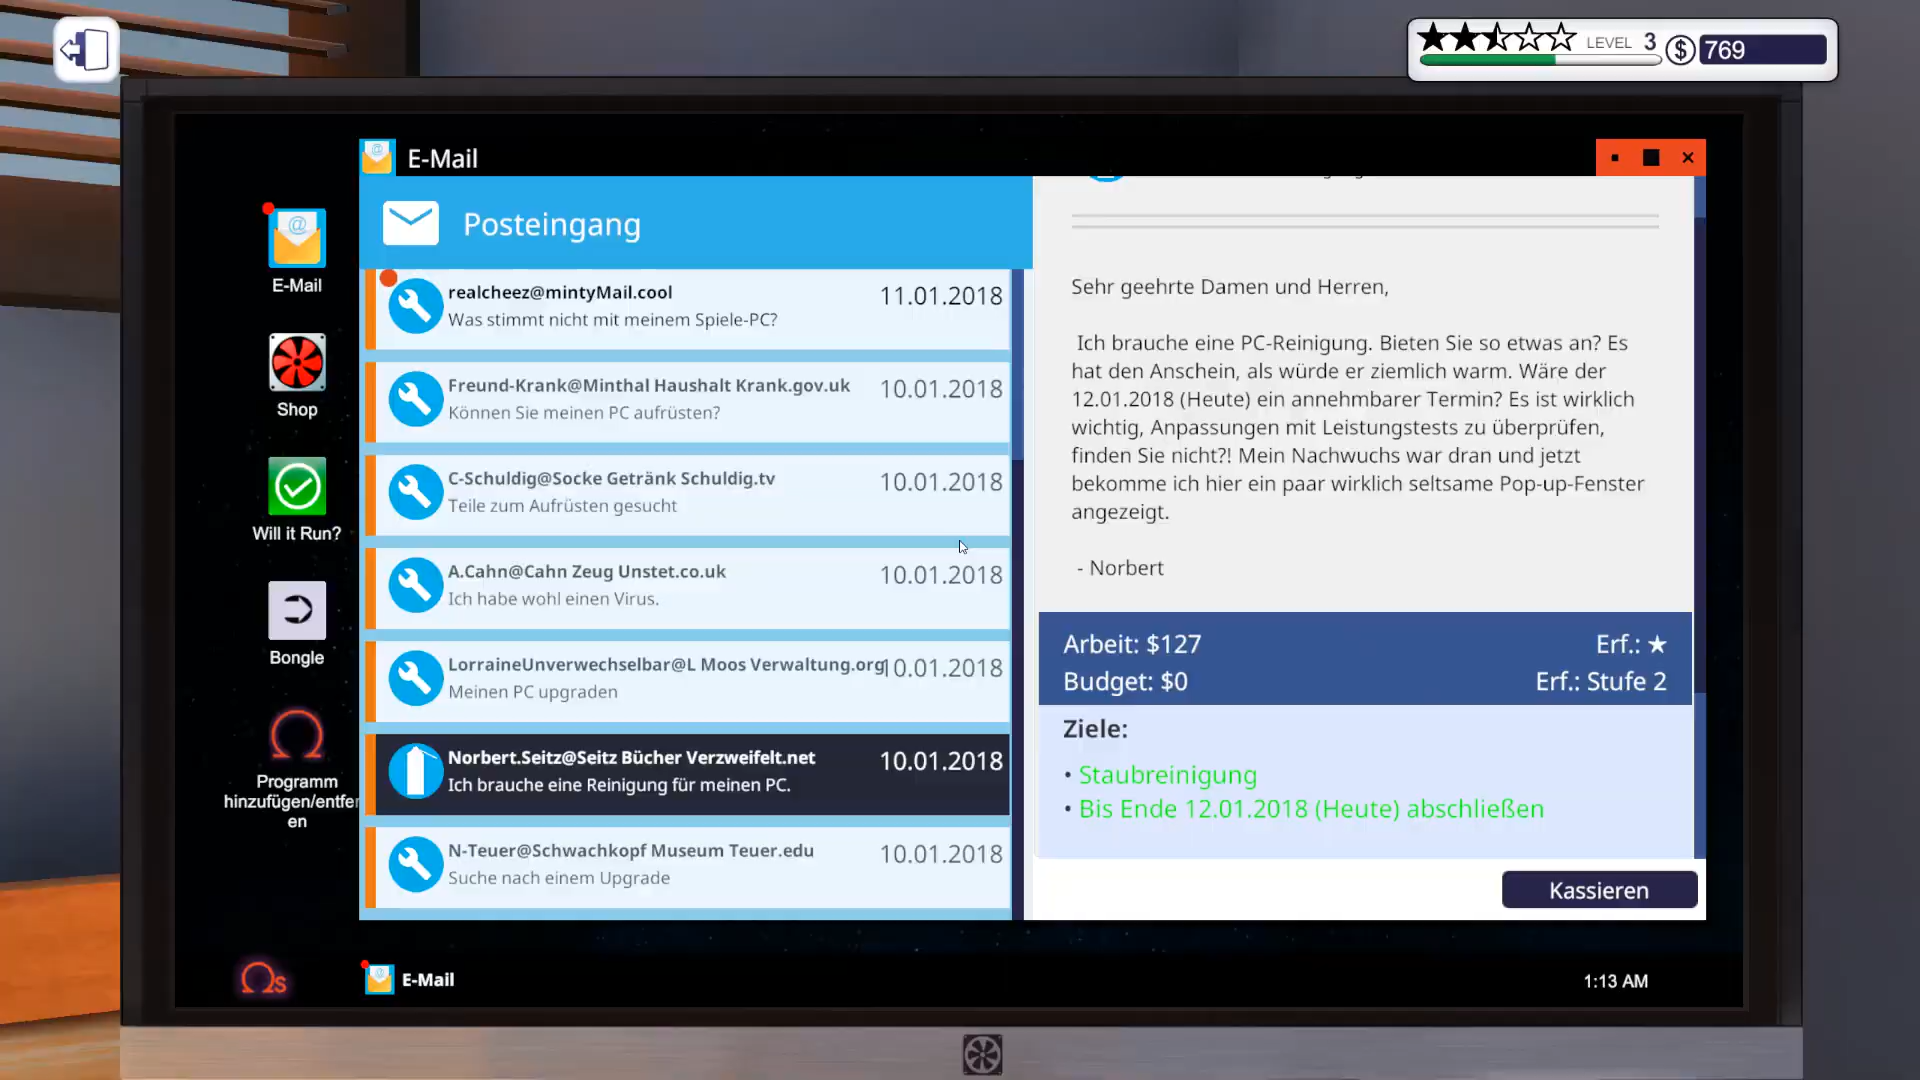 LEVEL 3
$ 769
E-Mail
E-Mail
Shop
Will it Run?
Bongle
Programm
hinzufügen/entfer
en
Posteingang
realcheez@mintyMail.cool
11.01.2018
Was stimmt nicht mit meinem Spiele-PC?
Freund-Krank@Minthal Haushalt Krank.gov.uk
10.01.2018
Können Sie meinen PC aufrüsten?
C-Schuldig@Socke Getränk Schuldig.tv
10.01.2018
Teile zum Aufrüsten gesucht
A.Cahn@Cahn Zeug Unstet.co.uk
10.01.2018
Ich habe wohl einen Virus.
LorraineUnverwechselbar@L Moos Verwaltung.org
10.01.2018
Meinen PC upgraden
Norbert.Seitz@Seitz Bücher Verzweifelt.net
10.01.2018
Ich brauche eine Reinigung für meinen PC.
N-Teuer@Schwachkopf Museum Teuer.edu
10.01.2018
Suche nach einem Upgrade
Sehr geehrte Damen und Herren,
Ich brauche eine PC-Reinigung. Bieten Sie so etwas an? Es
hat den Anschein, als würde er ziemlich warm. Wäre der
12.01.2018 (Heute) ein annehmbarer Termin? Es ist wirklich
wichtig, Anpassungen mit Leistungstests zu überprüfen,
finden Sie nicht?! Mein Nachwuchs war dran und jetzt
bekomme ich hier ein paar wirklich seltsame Pop-up-Fenster
angezeigt.
- Norbert
Arbeit: $127
Erf.: ★
Budget: $0
Erf.: Stufe 2
Ziele:
• Staubreinigung
• Bis Ende 12.01.2018 (Heute) abschließen
Kassieren
Ωs
E-Mail
1:13 AM